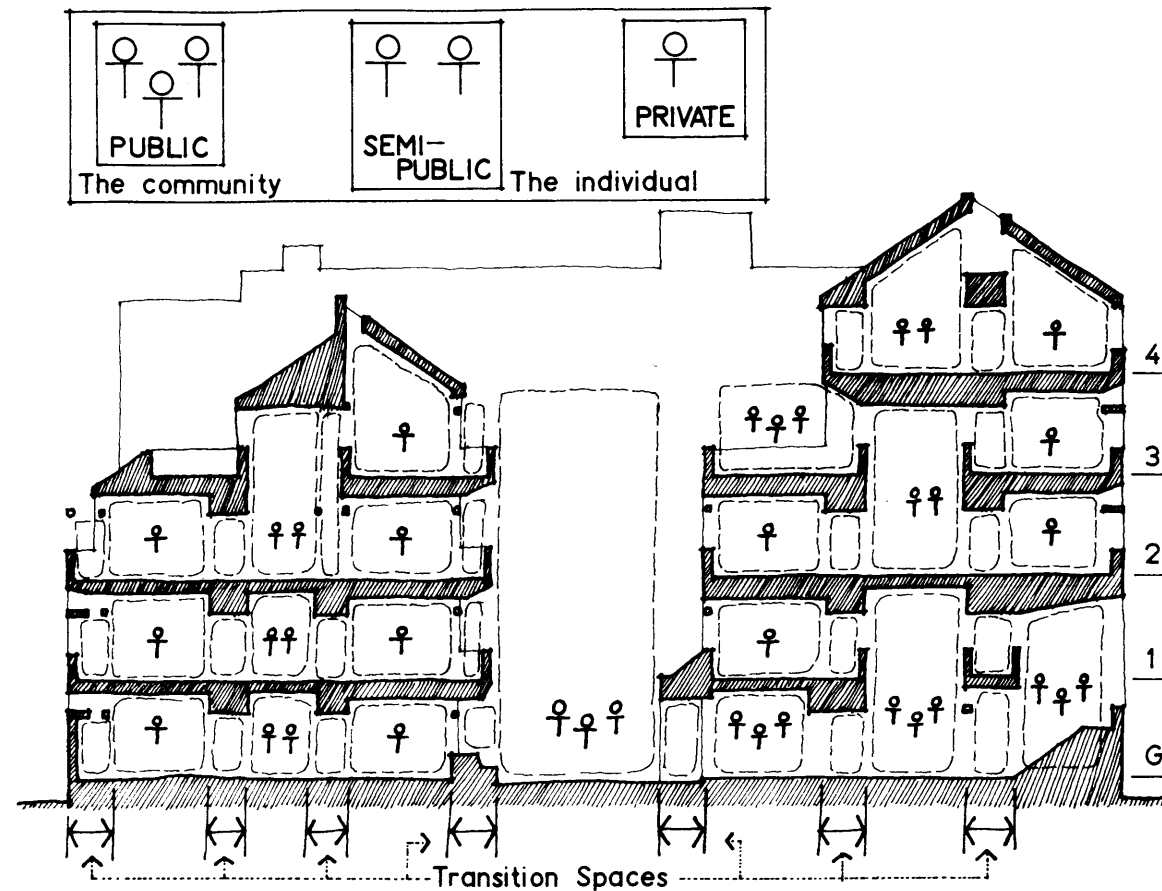 PUBLIC
SEMI-
PUBLIC
PRIVATE
The community
The individual
4
3
2
1
G
Transition Spaces